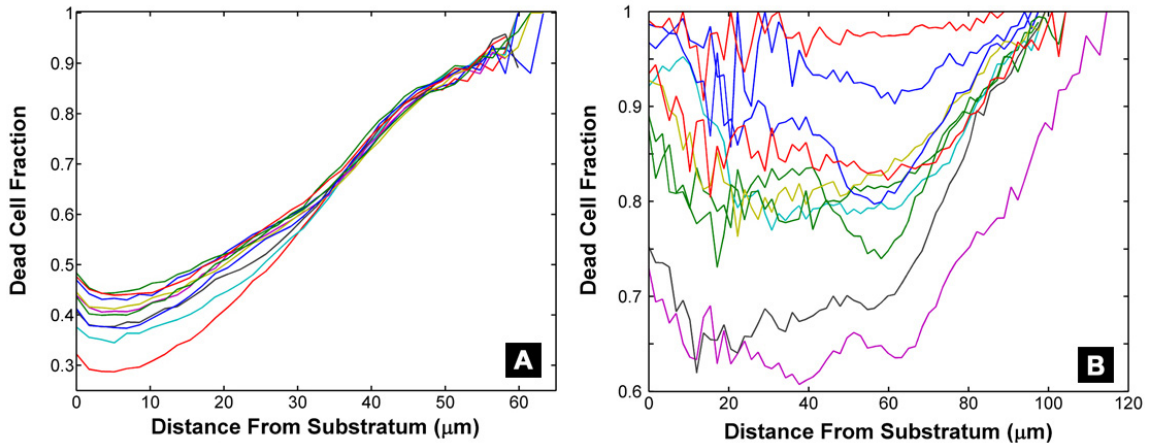 1
0.9
0.8
0.7
0.6
0.5
0.4
0.3
Dead Cell Fraction
0 10 20 30 40 50 60
Distance From Substratum (μm)
A
1
0.9
0.8
0.7
0.6
Dead Cell Fraction
0 20 40 60 80 100 120
Distance From Substratum (μm)
B